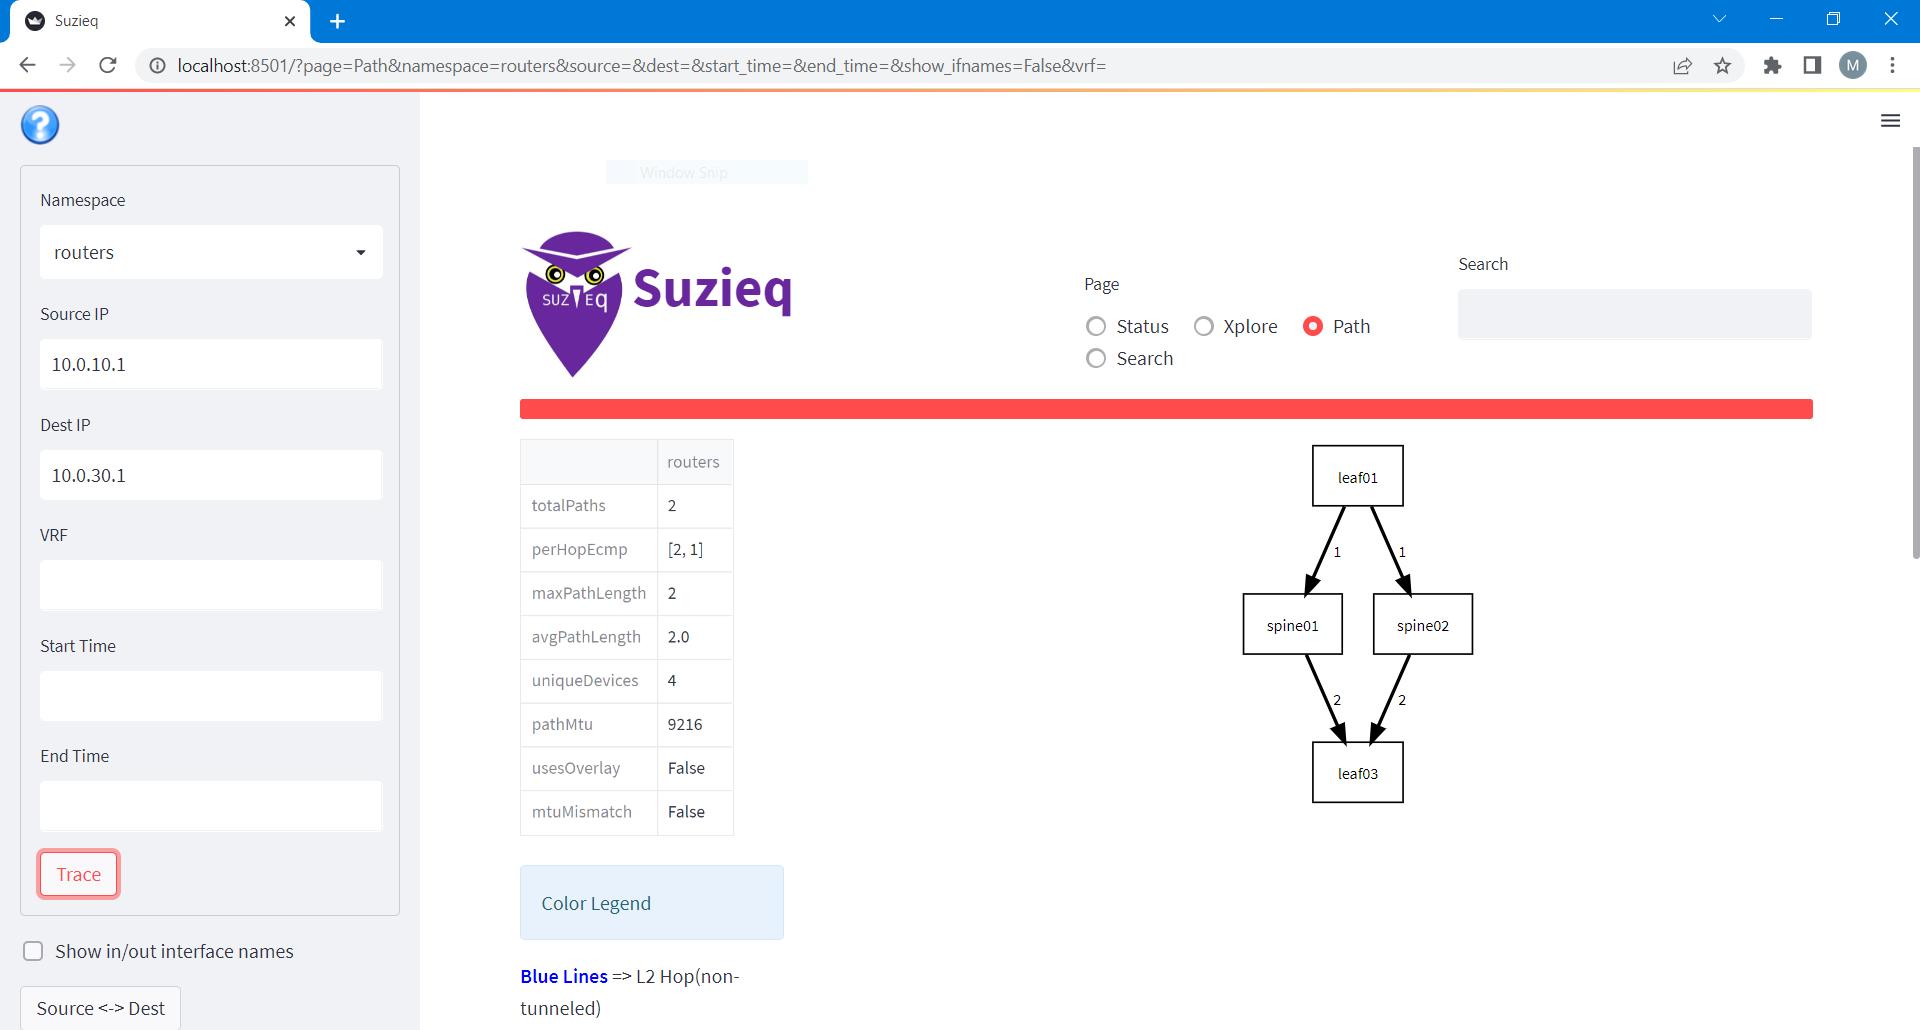 Suzieq
localhost:8501/?page=Path&namespace=routers&source=&dest=&start_time=&end_time=&show_ifnames=False&vrf=
M
?
Namespace
routers
Source IP
10.0.10.1
Dest IP
10.0.30.1
VRF
Start Time
End Time
Trace
Show in/out interface names
Source <-> Dest
Window Snip
SUZIEq
Suzieq
Page
Status
Xplore
Path
Search
Search
routers
totalPaths 2
perHopEcmp [2, 1]
maxPathLength 2
avgPathLength 2.0
uniqueDevices 4
pathMtu 9216
usesOverlay False
mtuMismatch False
Color Legend
Blue Lines => L2 Hop(non-
tunneled)
leaf01
1 1
spine01 spine02
2 2
leaf03